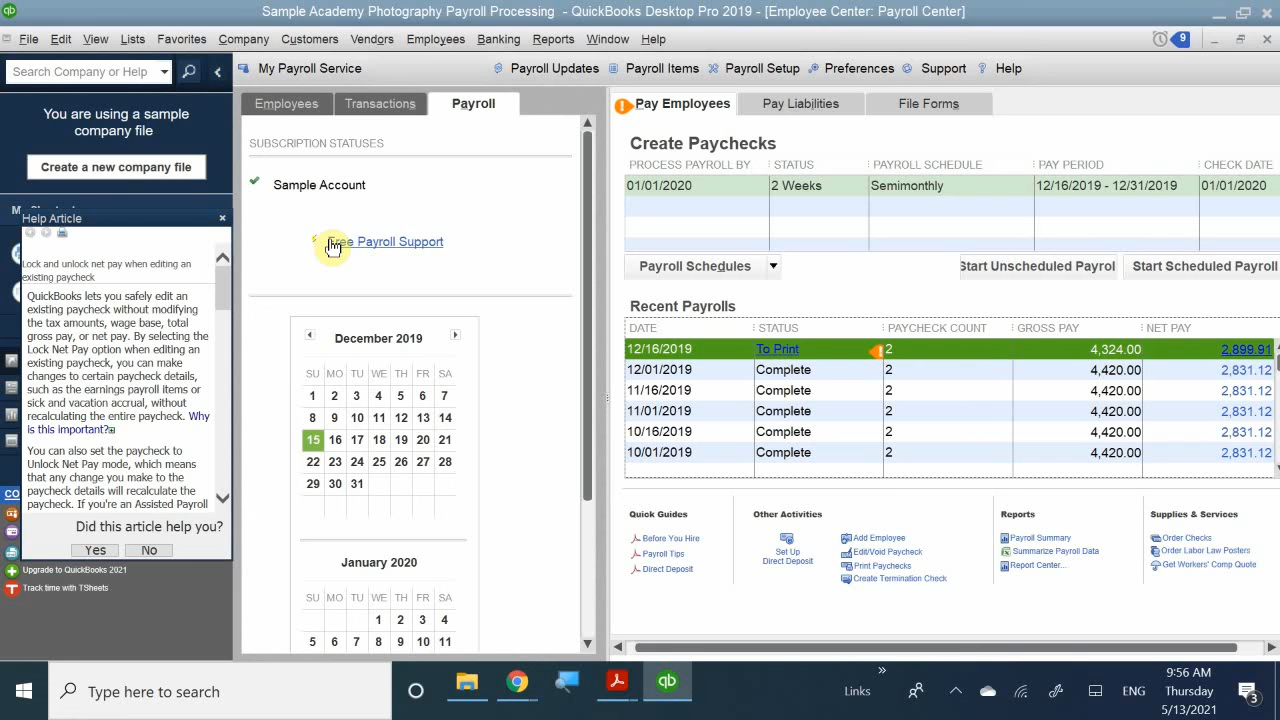 Sample Academy Photography Payroll Processing - QuickBooks Desktop Pro 2019 - [Employee Center: Payroll Center]
File Edit View Lists Favorites Company Customers Vendors Employees Banking Reports Window Help
9
Search Company or Help
My Payroll Service
Payroll Updates Payroll Items Payroll Setup Preferences Support Help
You are using a sample
company file
Create a new company file
Help Article
Lock and unlock net pay when editing an
existing paycheck
QuickBooks lets you safely edit an
existing paycheck without modifying
the tax amounts, wage base, total
gross pay, or net pay. By selecting the
Lock Net Pay option when editing an
existing paycheck, you can make
changes to certain paycheck details,
such as the earnings payroll items or
sick and vacation accrual, without
recalculating the entire paycheck. Why
is this important?
You can also set the paycheck to
Unlock Net Pay mode, which means
that any change you make to the
paycheck details will recalculate the
paycheck. If you're an Assisted Payroll
Did this article help you?
Yes No
Upgrade to QuickBooks 2021
Track time with TSheets
Employees Transactions Payroll
SUBSCRIPTION STATUSES
Sample Account
Free Payroll Support
December 2019
SU MO TU WE TH FR SA
1 2 3 4 5 6 7
8 9 10 11 12 13 14
15 16 17 18 19 20 21
22 23 24 25 26 27 28
29 30 31
January 2020
SU MO TU WE TH FR SA
1 2 3 4
5 6 7 8 9 10 11
Pay Employees Pay Liabilities File Forms
Create Paychecks
PROCESS PAYROLL BY STATUS PAYROLL SCHEDULE PAY PERIOD CHECK DATE
01/01/2020 2 Weeks Semimonthly 12/16/2019 - 12/31/2019 01/01/2020
Payroll Schedules Start Unscheduled Payrol Start Scheduled Payroll
Recent Payrolls
DATE STATUS PAYCHECK COUNT GROSS PAY NET PAY
12/16/2019 To Print 2 4,324.00 2,899.91
12/01/2019 Complete 2 4,420.00 2,831.12
11/16/2019 Complete 2 4,420.00 2,831.12
11/01/2019 Complete 2 4,420.00 2,831.12
10/16/2019 Complete 2 4,420.00 2,831.12
10/01/2019 Complete 2 4,420.00 2,831.12
Quick Guides
Before You Hire
Payroll Tips
Direct Deposit
Other Activities
Set Up
Direct Deposit
Add Employee
Edit/Void Paycheck
Print Paychecks
Create Termination Check
Reports
Payroll Summary
Summarize Payroll Data
Report Center...
Supplies & Services
Order Checks
Order Labor Law Posters
Get Workers' Comp Quote
Type here to search
Links
ENG
9:56 AM
Thursday
5/13/2021
3